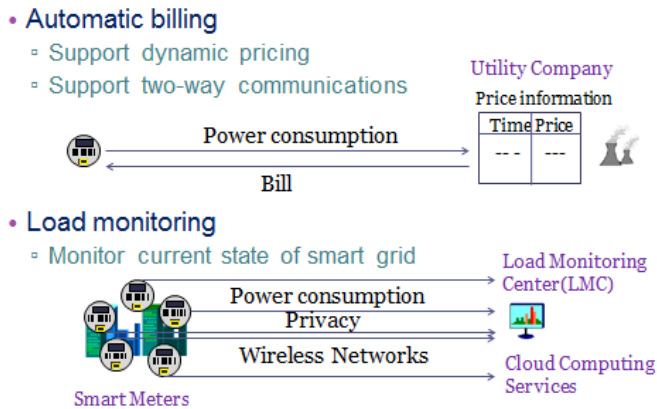 • Automatic billing
▫ Support dynamic pricing
▫ Support two-way communications
Utility Company
Price information
Time Price
-- - ---
Power consumption
Bill
• Load monitoring
▫ Monitor current state of smart grid
Load Monitoring
Center(LMC)
Power consumption
Privacy
Wireless Networks
Cloud Computing
Services
Smart Meters